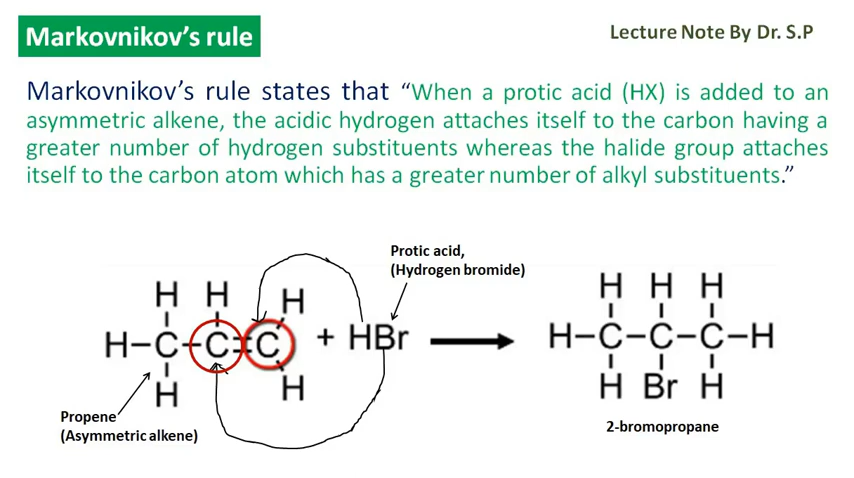 Markovnikov's rule
Lecture Note By Dr. S.P
Markovnikov's rule states that “When a protic acid (HX) is added to an
asymmetric alkene, the acidic hydrogen attaches itself to the carbon having a
greater number of hydrogen substituents whereas the halide group attaches
itself to the carbon atom which has a greater number of alkyl substituents.”
Protic acid,
(Hydrogen bromide)
H H H
H–C–C=C + HBr
H H
H H H
H–C–C–C–H
H Br H
Propene
(Asymmetric alkene)
2-bromopropane